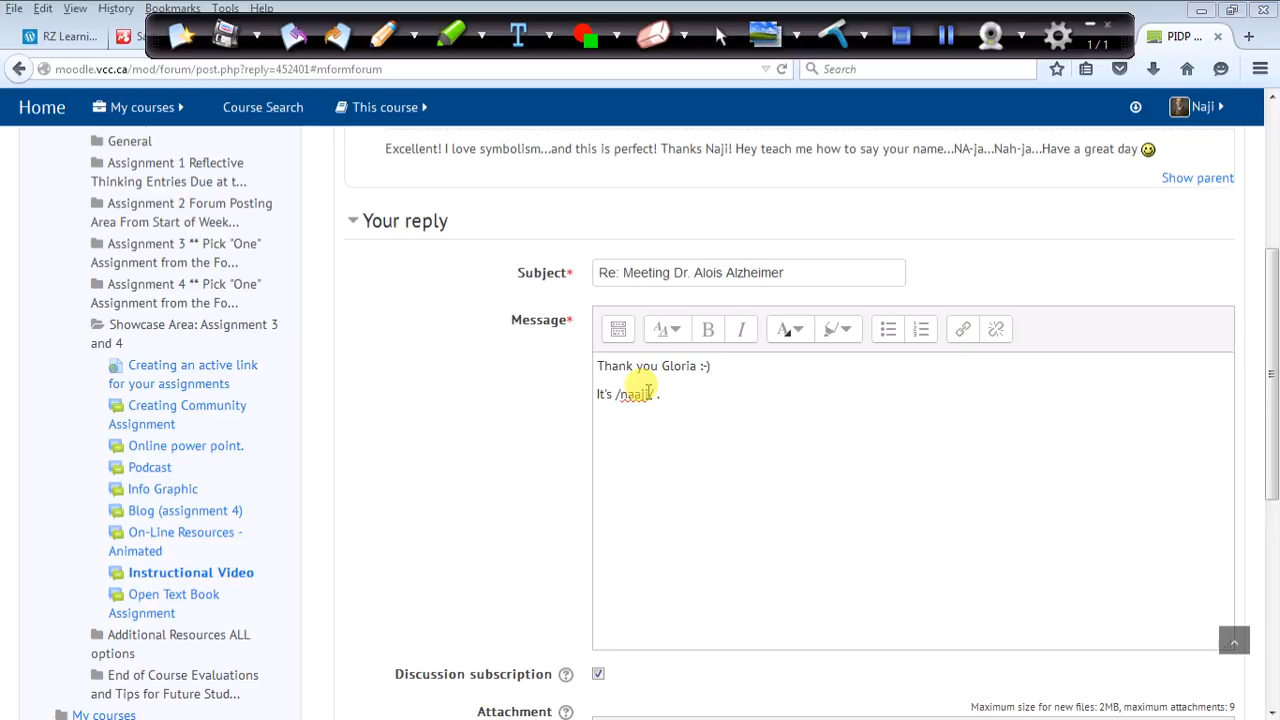 File Edit View History Bookmarks Tools Help
RZ Learni...
1/1
PIDP ...
moodle.vcc.ca/mod/forum/post.php?reply=452401#mformforum
Search
Home My courses Course Search This course Naji
General
Assignment 1 Reflective
Thinking Entries Due at t...
Assignment 2 Forum Posting
Area From Start of Week...
Assignment 3 ** Pick "One"
Assignment from the Fo...
Assignment 4 ** Pick "One"
Assignment from the Fo...
Showcase Area: Assignment 3
and 4
Creating an active link
for your assignments
Creating Community
Assignment
Online power point.
Podcast
Info Graphic
Blog (assignment 4)
On-Line Resources -
Animated
Instructional Video
Open Text Book
Assignment
Additional Resources ALL
options
End of Course Evaluations
and Tips for Future Stud...
My courses
Excellent! I love symbolism...and this is perfect! Thanks Naji! Hey teach me how to say your name...NA-ja...Nah-ja...Have a great day
Show parent
Your reply
Subject*
Re: Meeting Dr. Alois Alzheimer
Message*
Thank you Gloria :-)
It's
Discussion subscription
Attachment
Maximum size for new files: 2MB, maximum attachments: 9